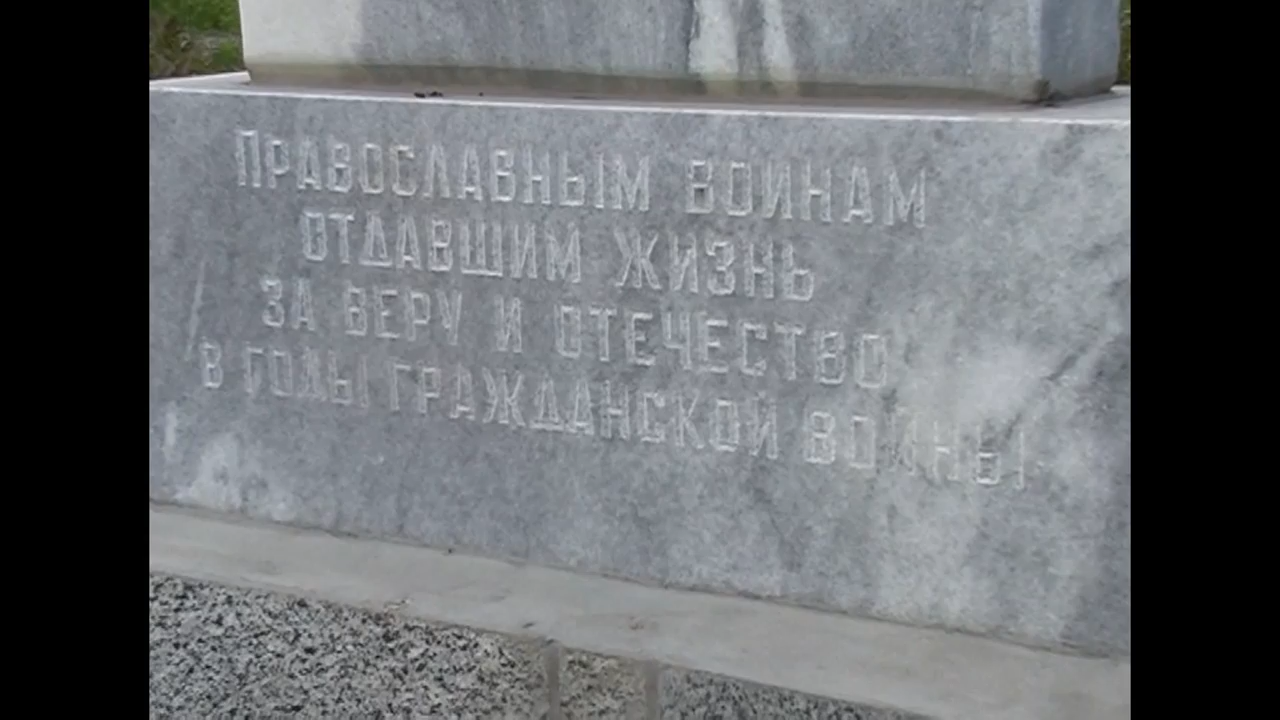 ПРАВОСЛАВНЫМ ВОИНАМ
ОТДАВШИМ ЖИЗНЬ
ЗА ВЕРУ И ОТЕЧЕСТВО
В ГОДЫ ГРАЖДАНСКОЙ ВОЙНЫ